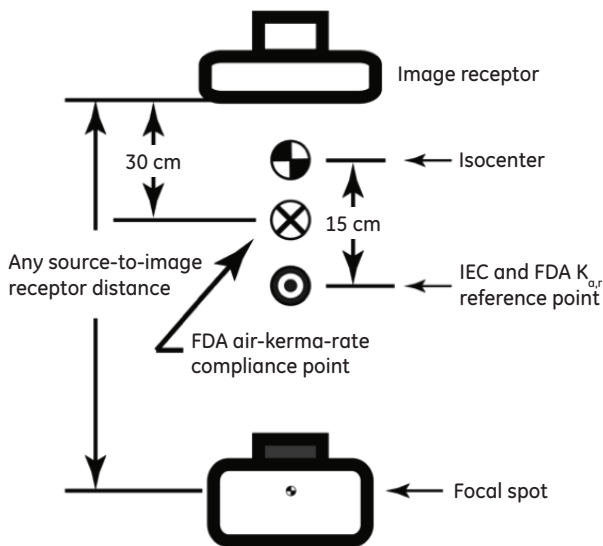 Image receptor
30 cm
Isocenter
15 cm
Any source-to-image
receptor distance
IEC and FDA Ka,r
reference point
FDA air-kerma-rate
compliance point
Focal spot